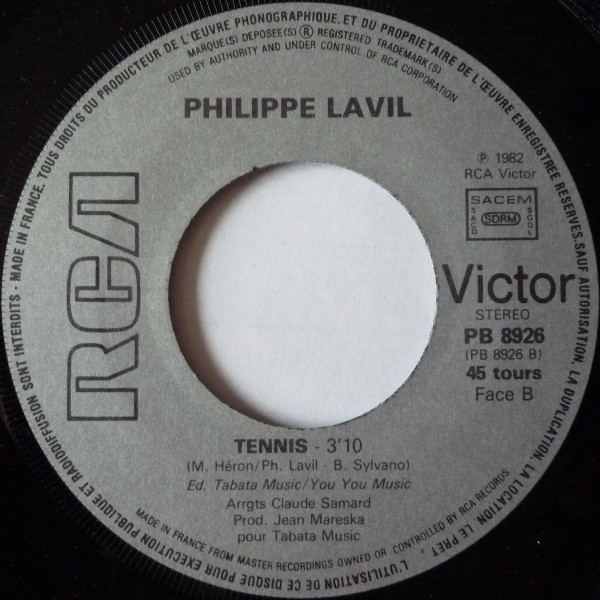 TOUS DROITS DU PRODUCTEUR DE L'ŒUVRE PHONOGRAPHIQUE, ET DU PROPRIETAIRE DE L'ŒUVRE ENREGISTREE RESERVES. SAUF AUTORISATION, LA DUPLICATION, LA LOCATION, LE PRET, L'UTILISATION DE CE DISQUE POUR EXECUTION PUBLIQUE ET RADIODIFFUSION SONT INTERDITS - MADE IN FRANCE.
MARQUE(S) DEPOSEE(S) ® REGISTERED TRADEMARK(S)
USED BY AUTHORITY AND UNDER CONTROL OF RCA CORPORATION
PHILIPPE LAVIL
℗ 1982
RCA Victor
SACEM
SACD
SDRM
SGDL
RCA
Victor
STÉRÉO
PB 8926
(PB 8926 B)
45 tours
Face B
TENNIS - 3'10
(M. Héron/Ph. Lavil - B. Sylvano)
Ed. Tabata Music/You You Music
Arrgts Claude Samard
Prod. Jean Mareska
pour Tabata Music
MADE IN FRANCE FROM MASTER RECORDINGS OWNED OR CONTROLLED BY RCA RECORDS